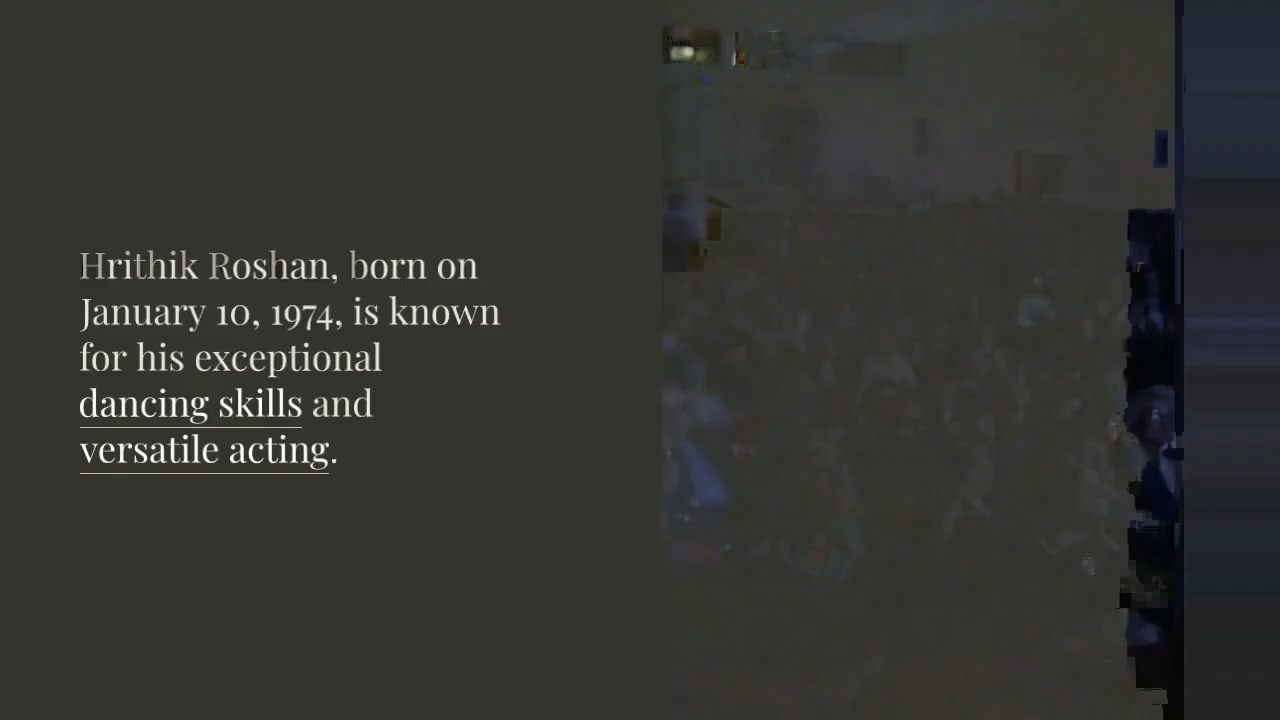 Hrithik Roshan, born on
January 10, 1974, is known
for his exceptional
dancing skills and
versatile acting.